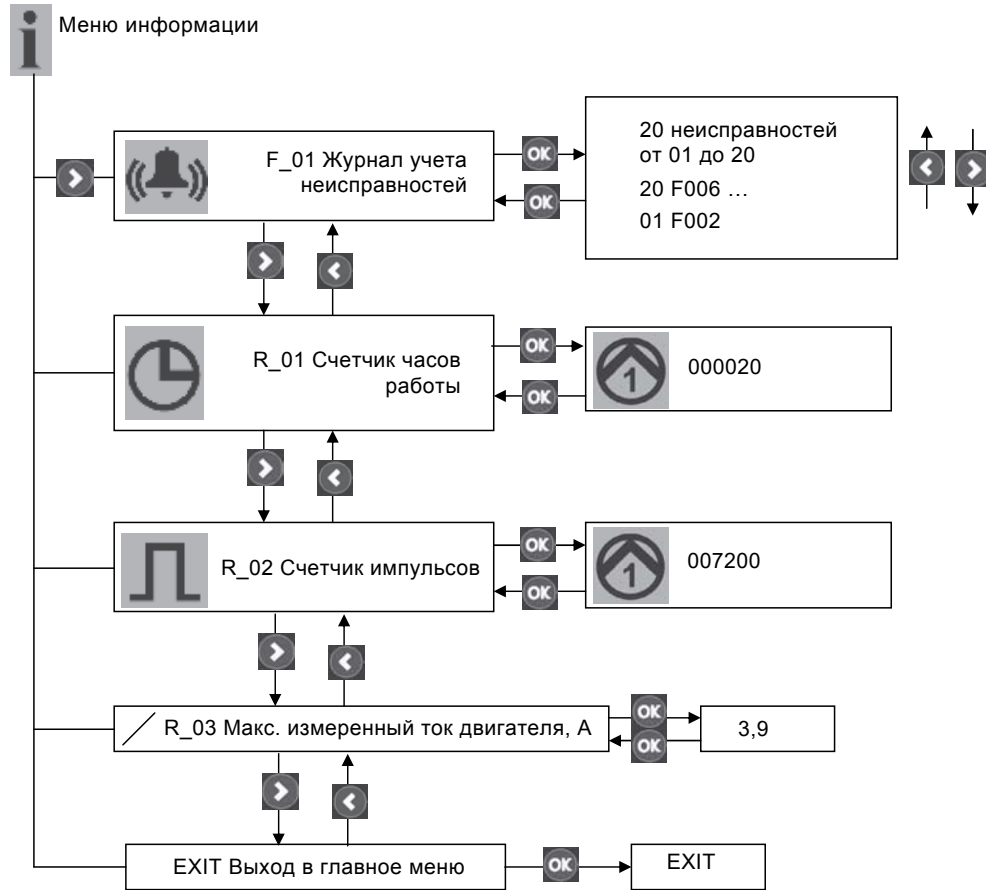 Меню информации
F_01 Журнал учета
неисправностей
OK
OK
20 неисправностей
от 01 до 20
20 F006 …
01 F002
R_01 Счетчик часов
работы
OK
OK
1
000020
R_02 Счетчик импульсов
OK
OK
1
007200
R_03 Макс. измеренный ток двигателя, А
OK
OK
3,9
EXIT Выход в главное меню
OK
EXIT